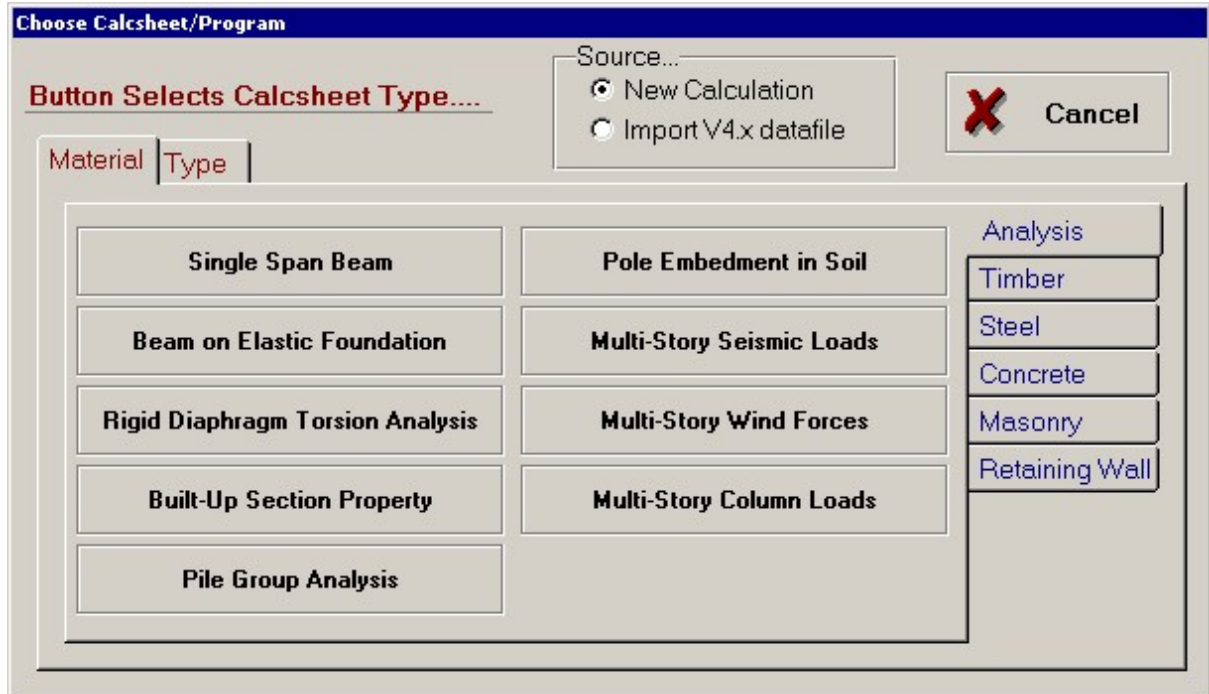 Choose Calcsheet/Program
Button Selects Calcsheet Type....
Source...
New Calculation
Import V4.x datafile
Cancel
Material
Type
Single Span Beam
Pole Embedment in Soil
Beam on Elastic Foundation
Multi-Story Seismic Loads
Rigid Diaphragm Torsion Analysis
Multi-Story Wind Forces
Built-Up Section Property
Multi-Story Column Loads
Pile Group Analysis
Analysis
Timber
Steel
Concrete
Masonry
Retaining Wall